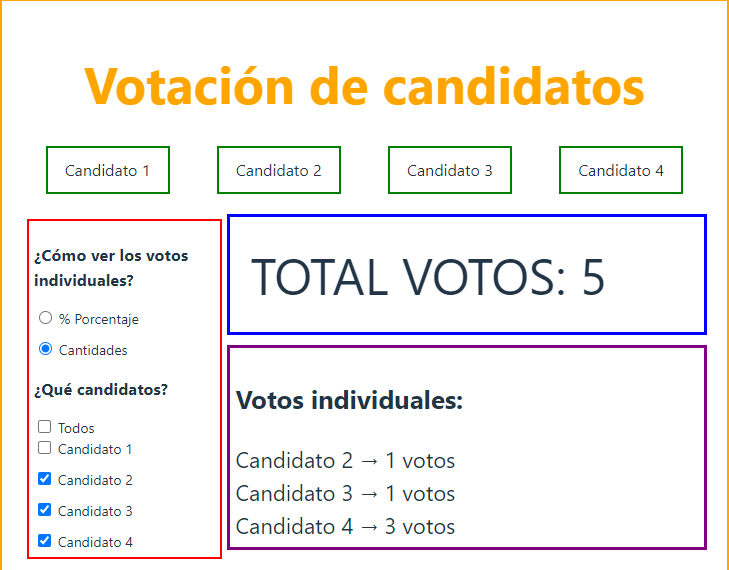 Votación de candidatos
Candidato 1
Candidato 2
Candidato 3
Candidato 4
¿Cómo ver los votos
individuales?
% Porcentaje
Cantidades
¿Qué candidatos?
Todos
Candidato 1
Candidato 2
Candidato 3
Candidato 4
TOTAL VOTOS: 5
Votos individuales:
Candidato 2 → 1 votos
Candidato 3 → 1 votos
Candidato 4 → 3 votos